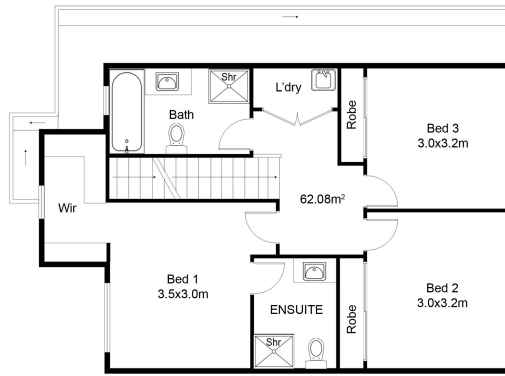 Shr
L'dry
Bath
Robe
Bed 3
3.0x3.2m
Wir
62.08m²
Bed 1
3.5x3.0m
ENSUITE
Shr
Robe
Bed 2
3.0x3.2m